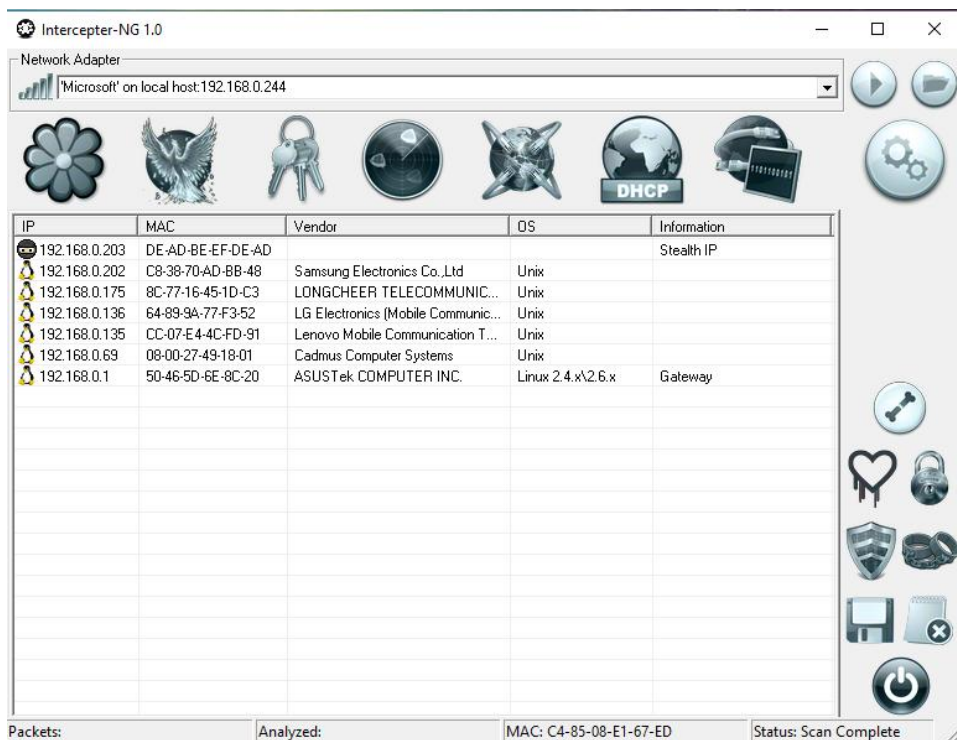 Intercepter-NG 1.0
Network Adapter
'Microsoft' on local host:192.168.0.244
DHCP
0101100101
IP MAC Vendor OS Information
192.168.0.203 DE-AD-BE-EF-DE-AD Stealth IP
192.168.0.202 C8-38-70-AD-BB-48 Samsung Electronics Co.,Ltd Unix
192.168.0.175 8C-77-16-45-1D-C3 LONGCHEER TELECOMMUNIC... Unix
192.168.0.136 64-89-9A-77-F3-52 LG Electronics (Mobile Communic... Unix
192.168.0.135 CC-07-E4-4C-FD-91 Lenovo Mobile Communication T... Unix
192.168.0.69 08-00-27-49-18-01 Cadmus Computer Systems Unix
192.168.0.1 50-46-5D-6E-8C-20 ASUSTek COMPUTER INC. Linux 2.4.x\2.6.x Gateway
Packets: Analyzed: MAC: C4-85-08-E1-67-ED Status: Scan Complete